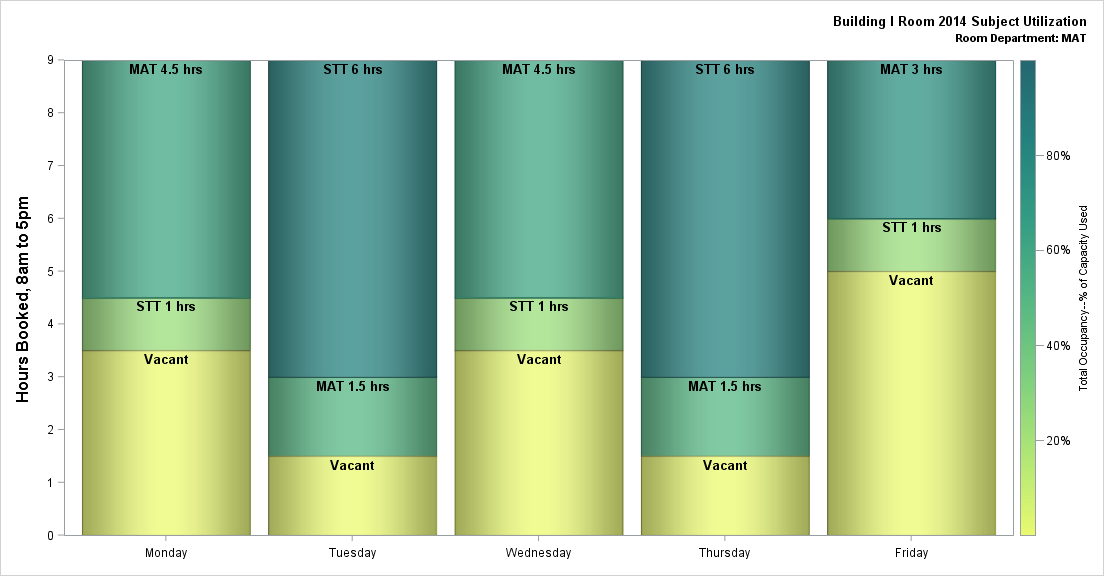 Building I Room 2014 Subject Utilization
Room Department: MAT
Hours Booked, 8am to 5pm
9
8
7
6
5
4
3
2
1
0
MAT 4.5 hrs
STT 1 hrs
Vacant
STT 6 hrs
MAT 1.5 hrs
Vacant
MAT 4.5 hrs
STT 1 hrs
Vacant
STT 6 hrs
MAT 1.5 hrs
Vacant
MAT 3 hrs
STT 1 hrs
Vacant
Monday
Tuesday
Wednesday
Thursday
Friday
80%
60%
40%
20%
Total Occupancy--% of Capacity Used